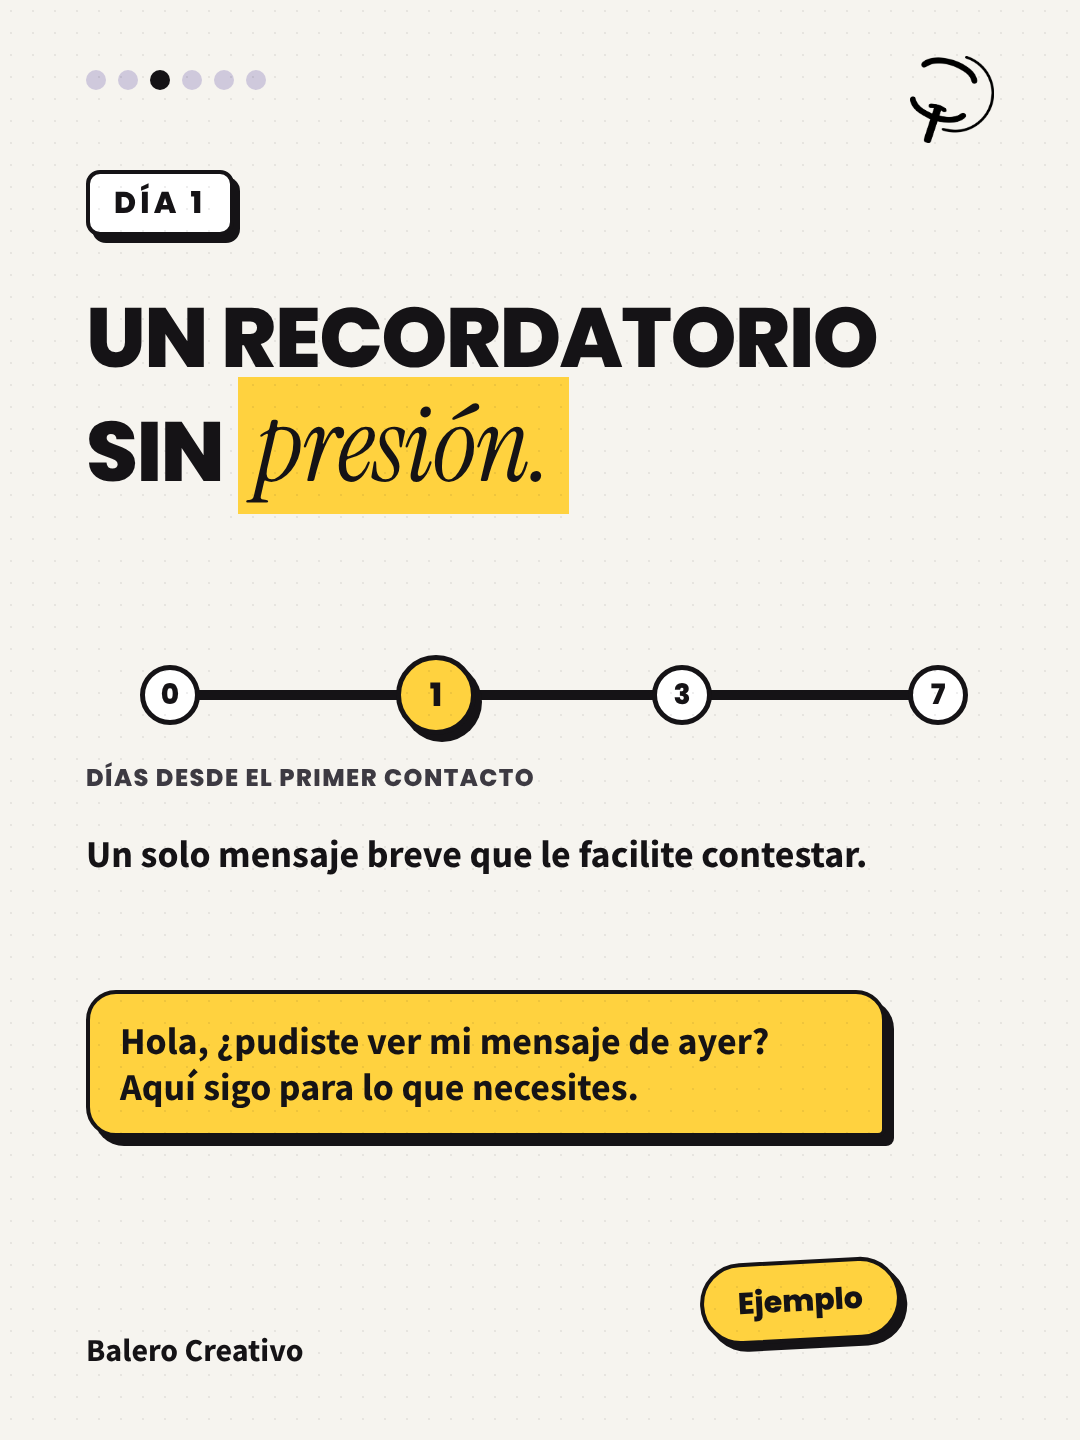 DÍA 1
UN RECORDATORIO
SIN presión.
0 1 3 7
DÍAS DESDE EL PRIMER CONTACTO
Un solo mensaje breve que le facilite contestar.
Hola, ¿pudiste ver mi mensaje de ayer?
Aquí sigo para lo que necesites.
Ejemplo
Balero Creativo